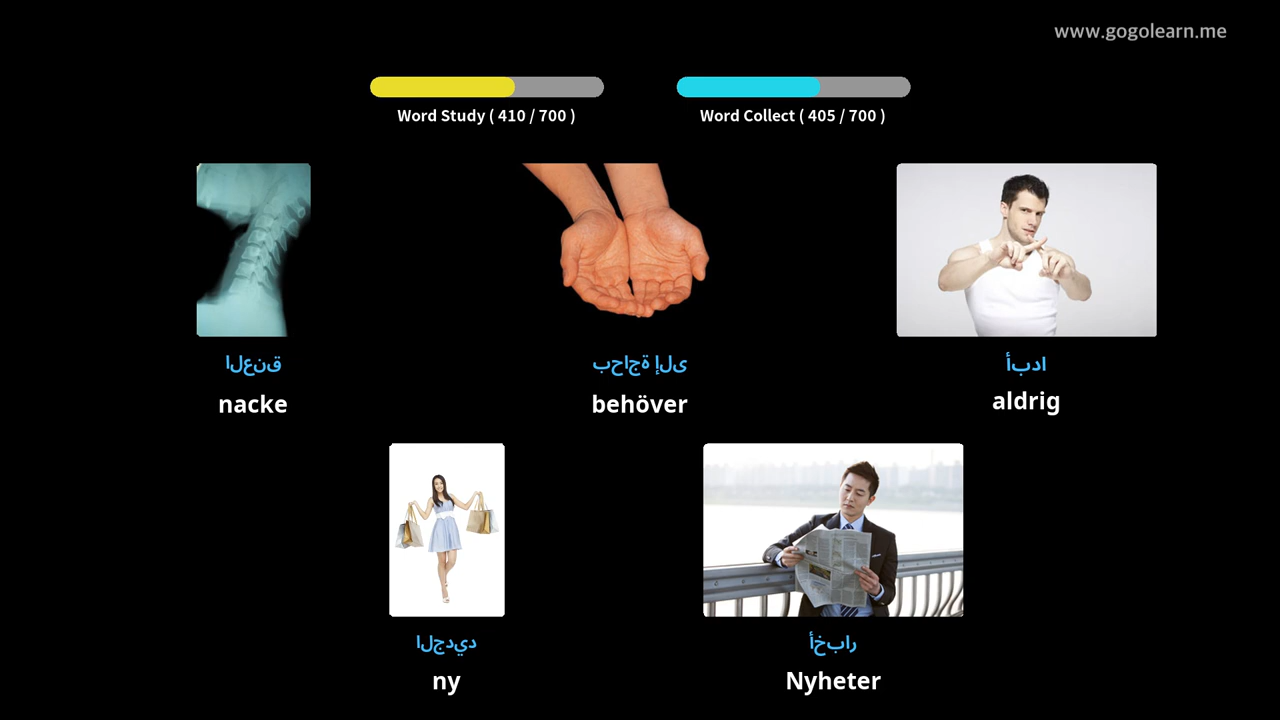 www.gogolearn.me
Word Study ( 410 / 700 )
Word Collect ( 405 / 700 )
العنق
nacke
بحاجة إلى
behöver
أبدا
aldrig
الجديد
ny
أخبار
Nyheter